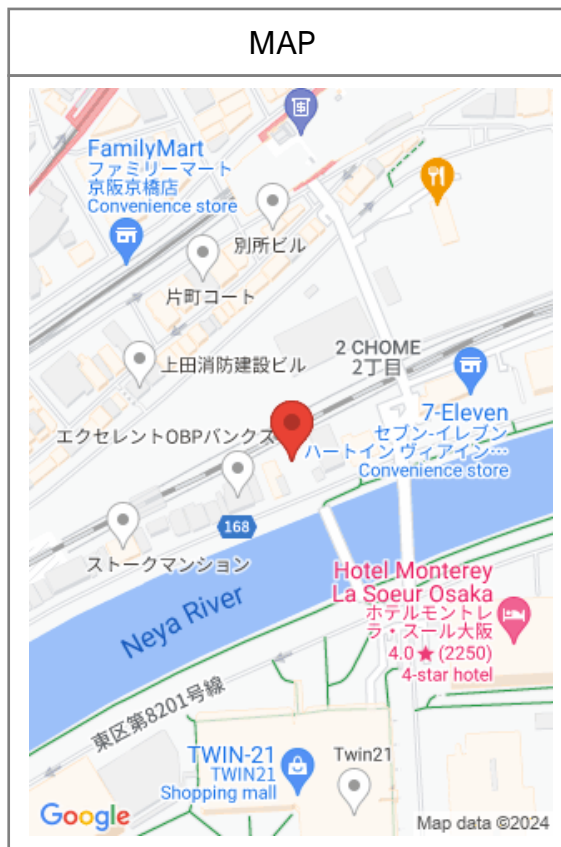 MAP
FamilyMart
ファミリーマート
京阪京橋店
Convenience store
別所ビル
片町コート
上田消防建設ビル
2 CHOME
2丁目
7-Eleven
セブン-イレブン
ハートイン ヴィアイン…
Convenience store
エクセレントOBPバンクス
168
ストークマンション
Neya River
Hotel Monterey
La Soeur Osaka
ホテルモントレ
ラ・スール大阪
4.0★(2250)
4-star hotel
東区第8201号線
TWIN-21
TWIN21
Shopping mall
Twin21
Google
Map data ©2024